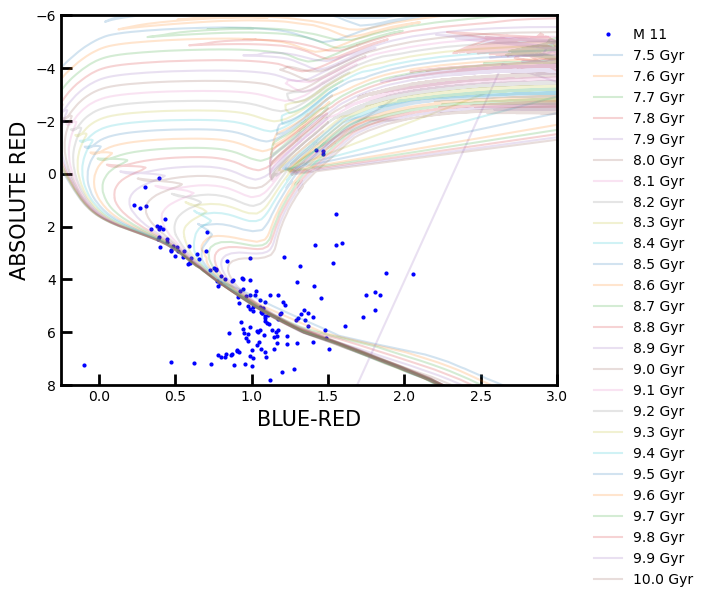 −6
−4
−2
0
2
4
6
8
ABSOLUTE RED
0.0 0.5 1.0 1.5 2.0 2.5 3.0
BLUE-RED
M 11
7.5 Gyr
7.6 Gyr
7.7 Gyr
7.8 Gyr
7.9 Gyr
8.0 Gyr
8.1 Gyr
8.2 Gyr
8.3 Gyr
8.4 Gyr
8.5 Gyr
8.6 Gyr
8.7 Gyr
8.8 Gyr
8.9 Gyr
9.0 Gyr
9.1 Gyr
9.2 Gyr
9.3 Gyr
9.4 Gyr
9.5 Gyr
9.6 Gyr
9.7 Gyr
9.8 Gyr
9.9 Gyr
10.0 Gyr